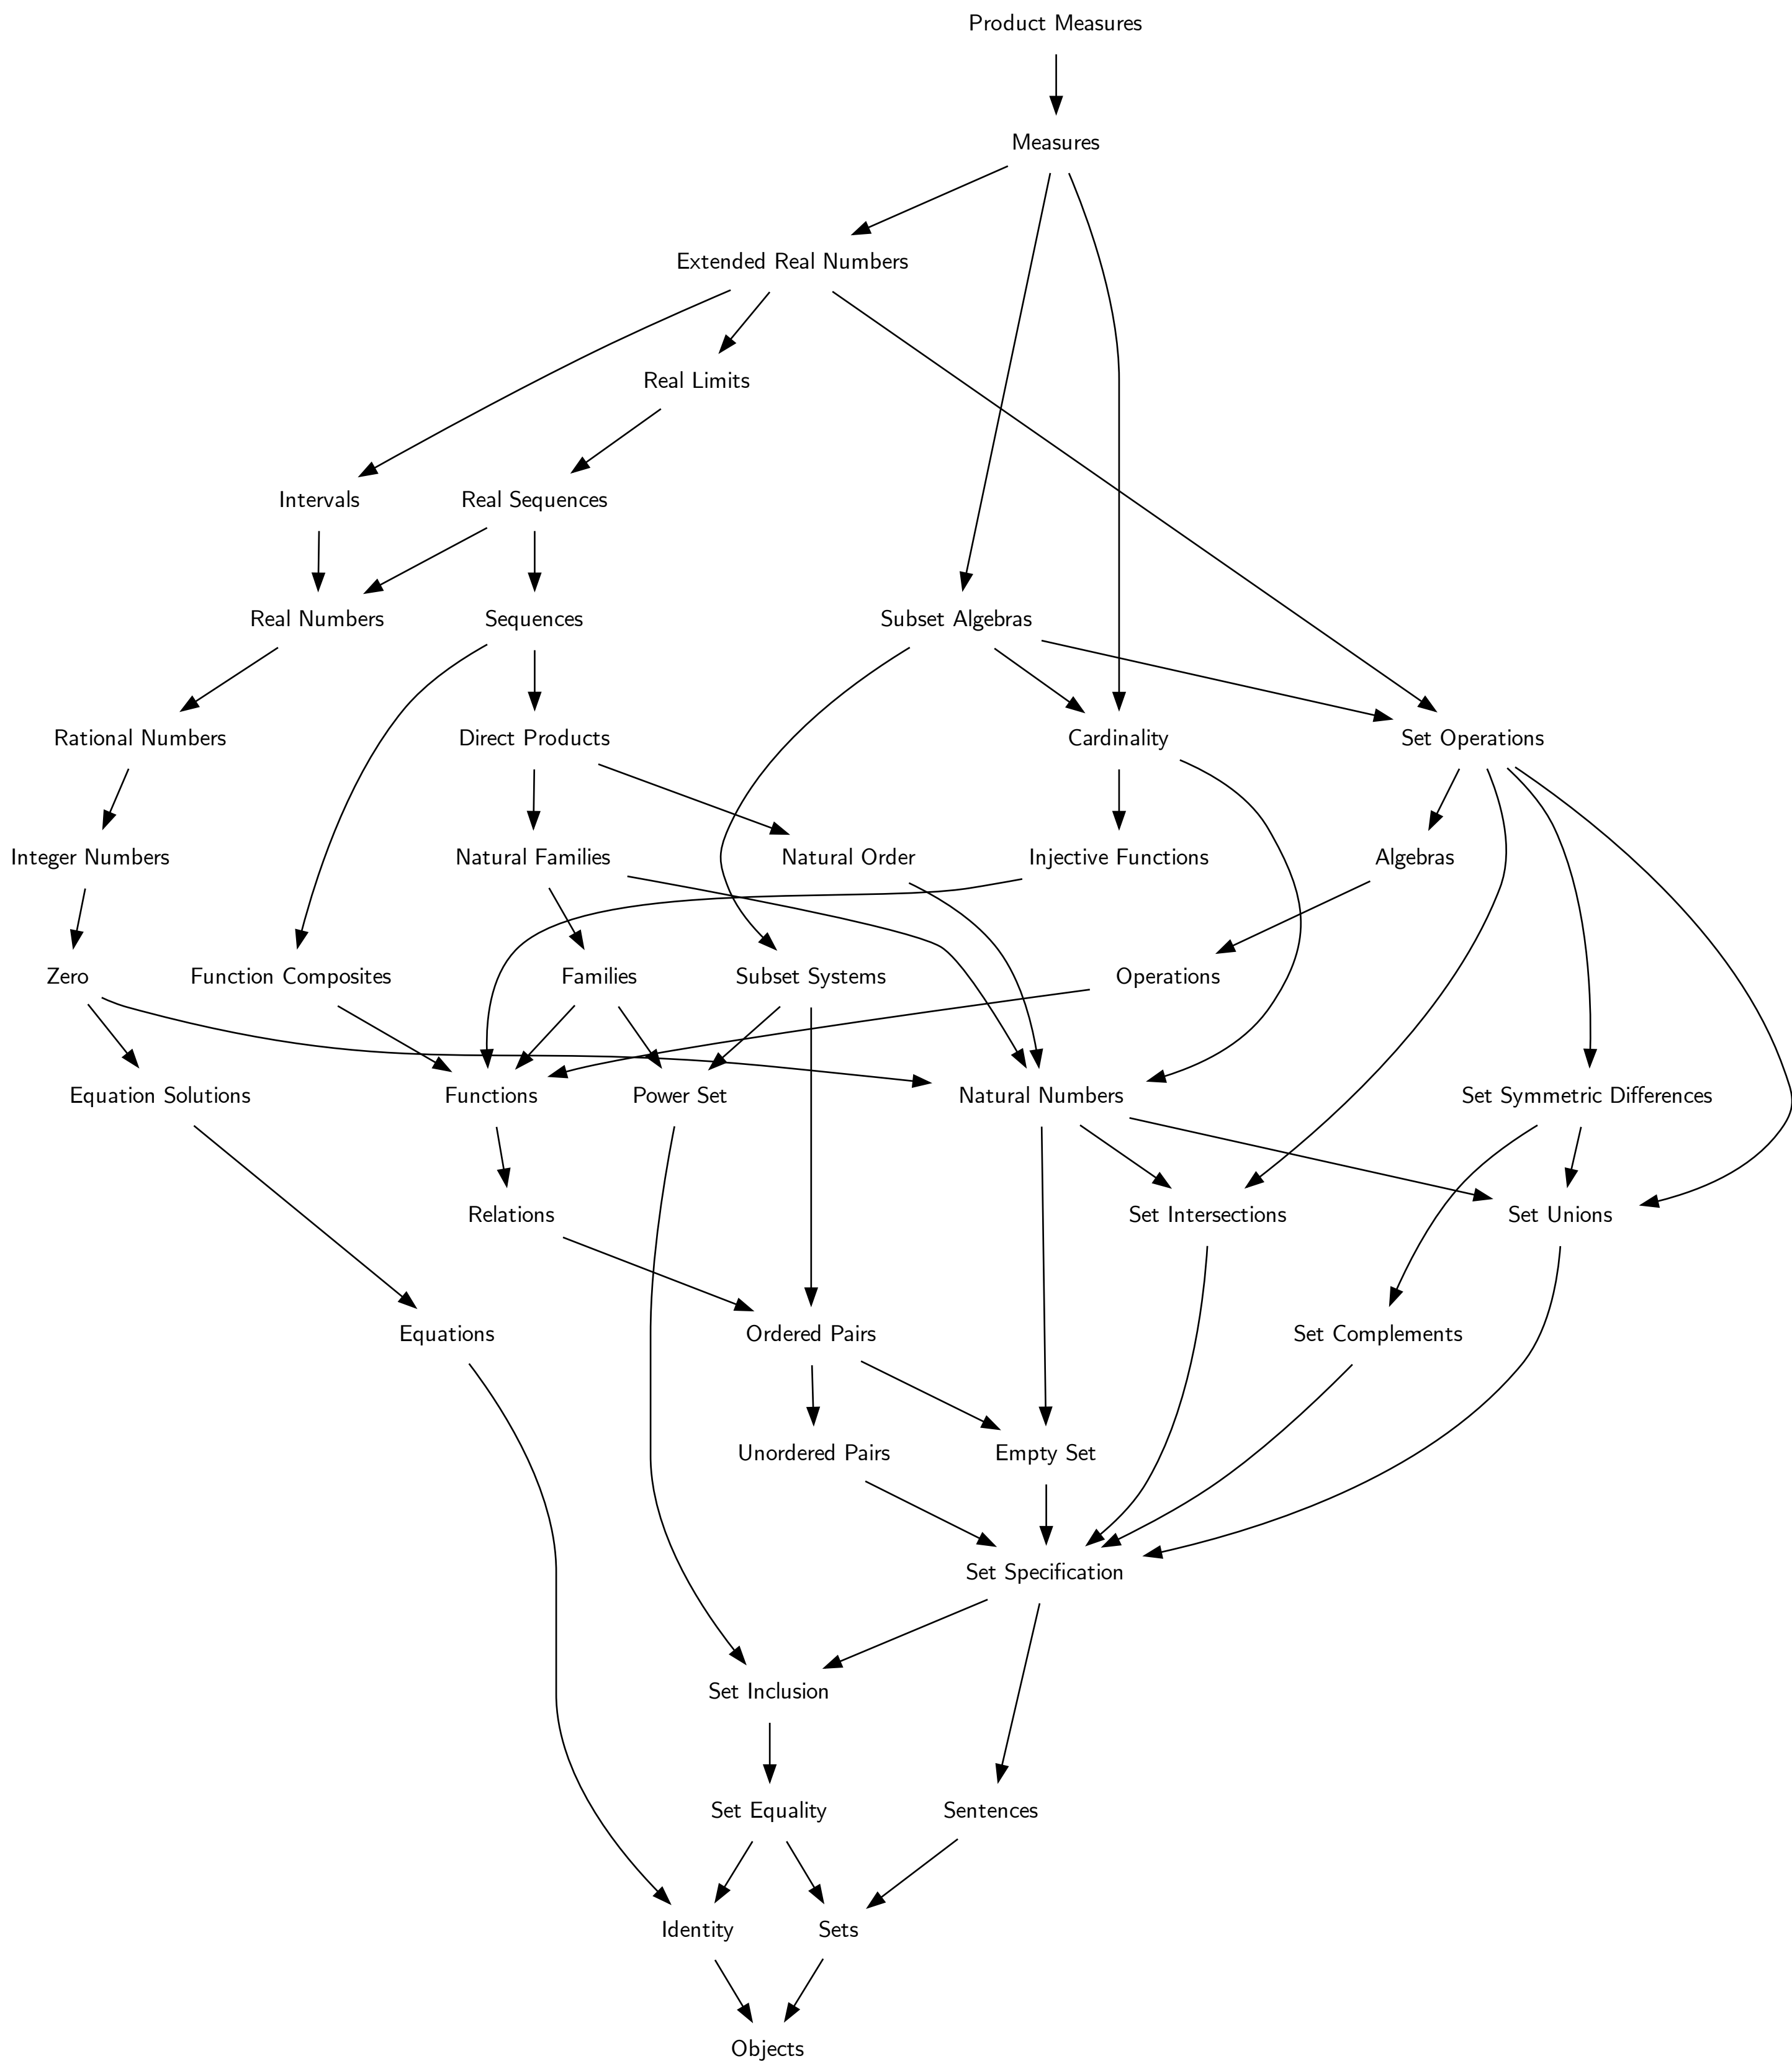 Product Measures
Measures
Extended Real Numbers
Real Limits
Intervals
Real Sequences
Real Numbers
Sequences
Subset Algebras
Rational Numbers
Direct Products
Cardinality
Set Operations
Integer Numbers
Natural Families
Natural Order
Injective Functions
Algebras
Zero
Function Composites
Families
Subset Systems
Operations
Equation Solutions
Functions
Power Set
Natural Numbers
Set Symmetric Differences
Relations
Set Intersections
Set Unions
Equations
Ordered Pairs
Set Complements
Unordered Pairs
Empty Set
Set Specification
Set Inclusion
Set Equality
Sentences
Identity
Sets
Objects